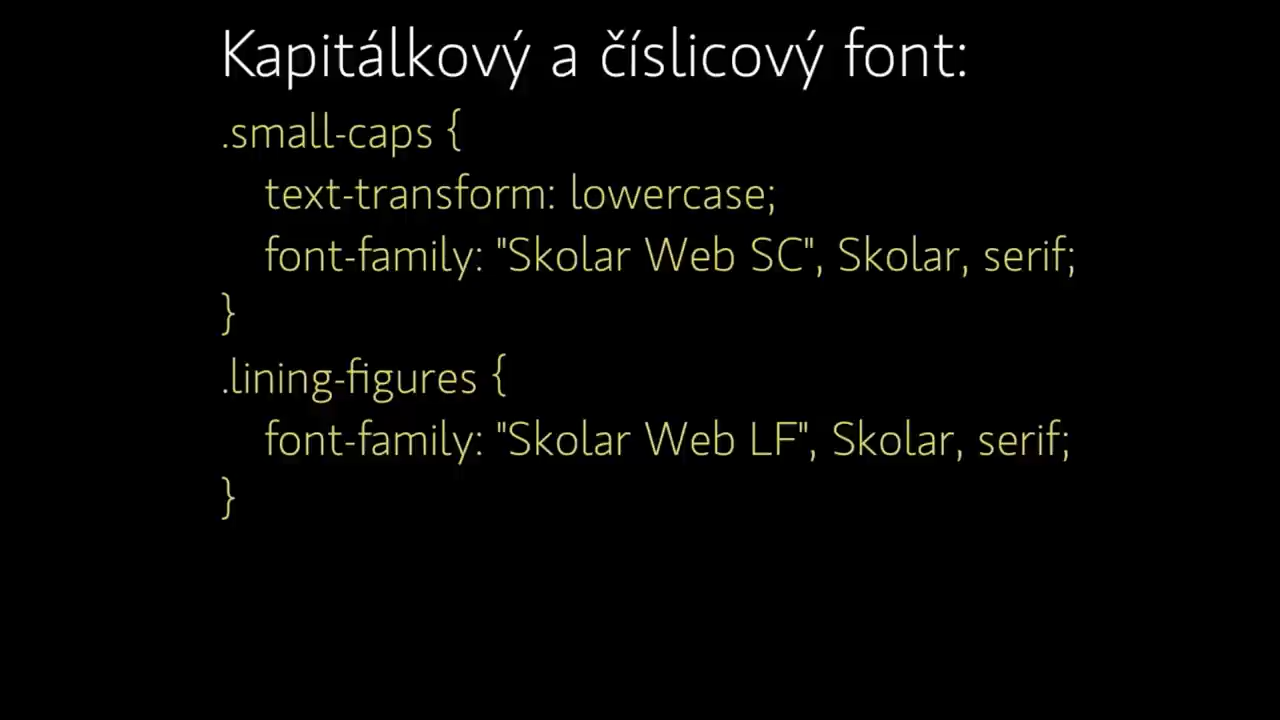 Kapitálkový a číslicový font:
.small-caps {
text-transform: lowercase;
font-family: "Skolar Web SC", Skolar, serif;
}
.lining-figures {
font-family: "Skolar Web LF", Skolar, serif;
}